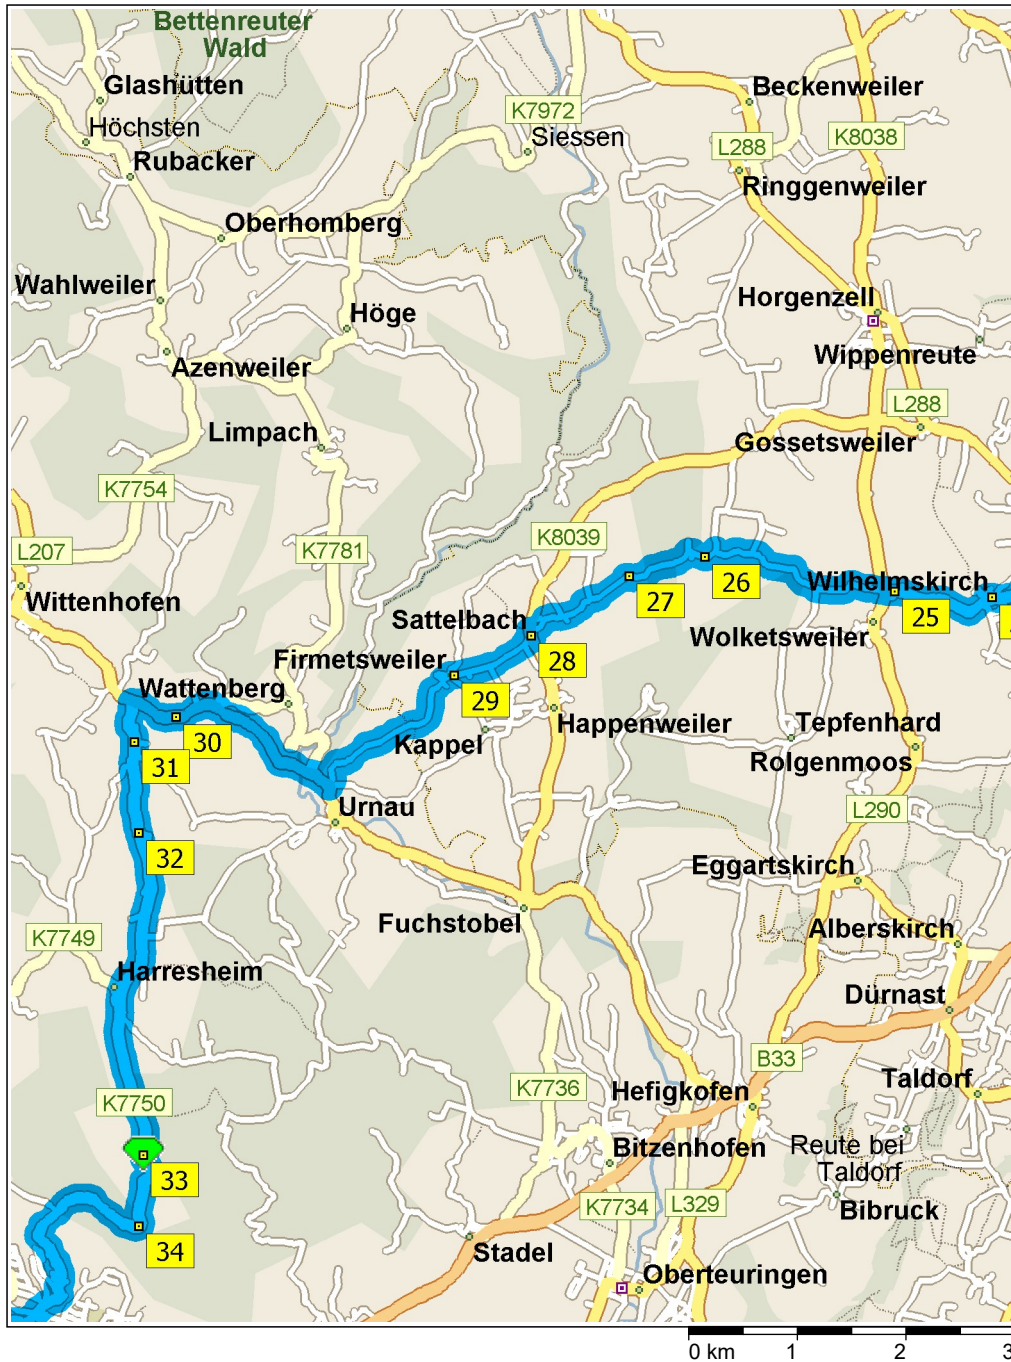 Bettenreuter
Wald
Glashütten
Höchsten
Rubacker
K7972
Siessen
Beckenweiler
L288
K8038
Ringgenweiler
Oberhomberg
Wahlweiler
Höge
Horgenzell
Wippenreute
Azenweiler
Limpach
L288
Gossetsweiler
K7754
L207
K7781
K8039
Wittenhofen
27
26
Wilhelmskirch
25
Sattelbach
Wolketsweiler
28
Firmetsweiler
Wattenberg
29
30
Happenweiler
Tepfenhard
Kappel
Rolgenmoos
31
Urnau
L290
32
Eggartskirch
Fuchstobel
Alberskirch
K7749
Harresheim
Dürnast
B33
Taldorf
K7750
K7736
Hefigkofen
Bitzenhofen
Reute bei
Taldorf
33
K7734
L329
Bibruck
34
Stadel
Oberteuringen
0 km
1
2
3